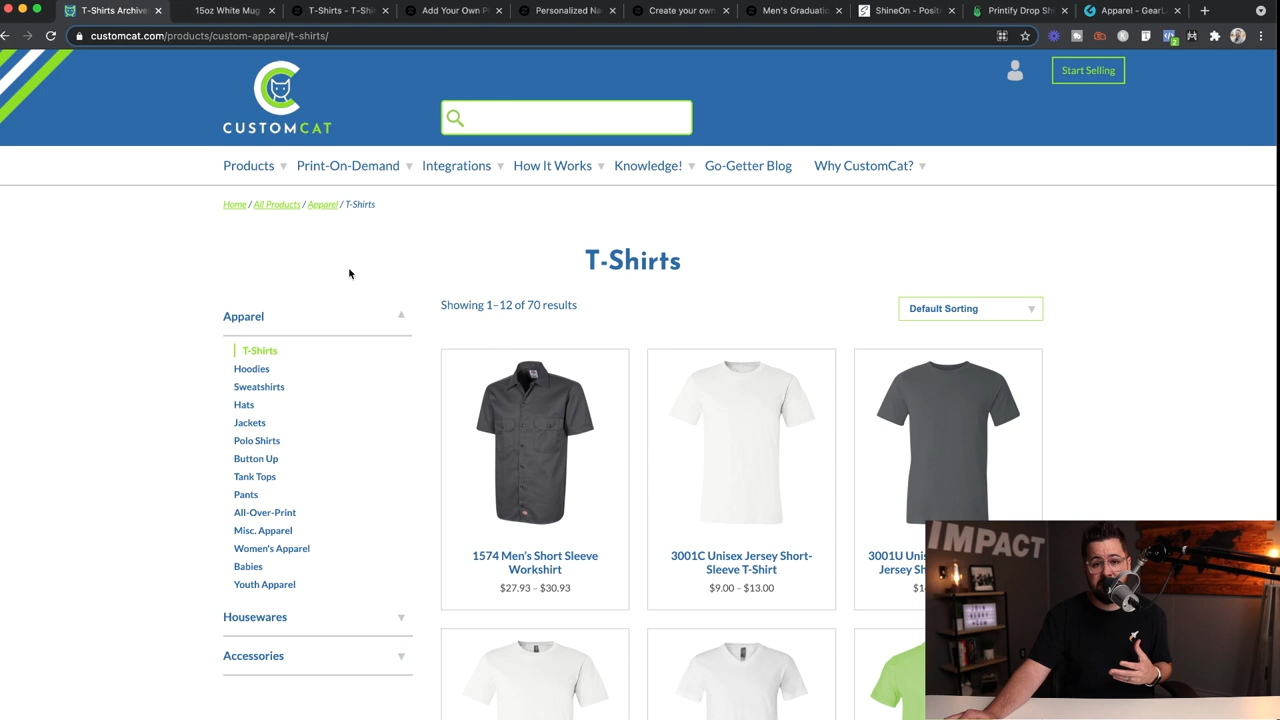 T-Shirts Archive
15oz White Mug
T-Shirts – T-Shi
Add Your Own P
Personalized Na
Create your own
Men's Graduatio
ShineOn – Posit
Printify Drop Shi
Apparel – GearL
customcat.com/products/custom-apparel/t-shirts/
CUSTOMCAT
Start Selling
Products
Print-On-Demand
Integrations
How It Works
Knowledge!
Go-Getter Blog
Why CustomCat?
Home / All Products / Apparel / T-Shirts
T-Shirts
Showing 1–12 of 70 results
Default Sorting
Apparel
T-Shirts
Hoodies
Sweatshirts
Hats
Jackets
Polo Shirts
Button Up
Tank Tops
Pants
All-Over-Print
Misc. Apparel
Women's Apparel
Babies
Youth Apparel
Housewares
Accessories
1574 Men's Short Sleeve
Workshirt
$27.93 – $30.93
3001C Unisex Jersey Short-
Sleeve T-Shirt
$9.00 – $13.00
3001U Unis
Jersey Sh
IMPACT